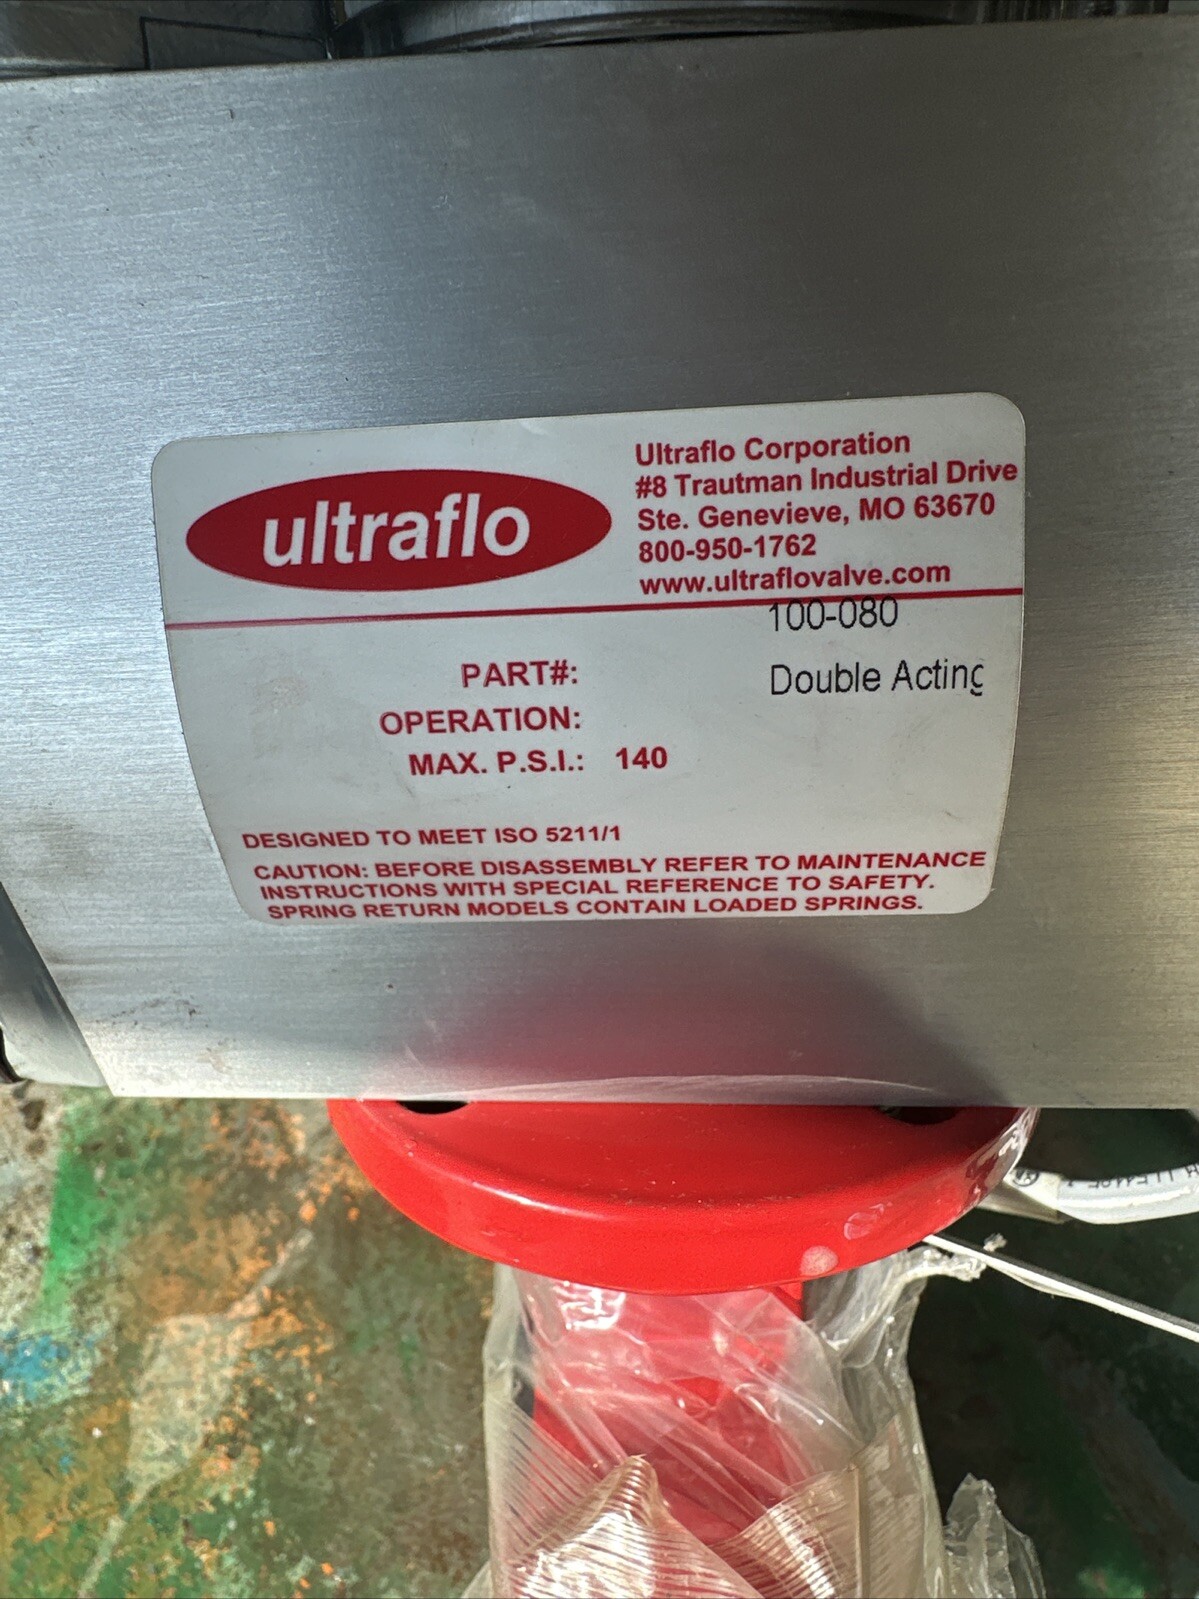 ultraflo
Ultraflo Corporation
#8 Trautman Industrial Drive
Ste. Genevieve, MO 63670
800-950-1762
www.ultraflovalve.com
100-080
PART#:
Double Acting
OPERATION:
MAX. P.S.I.: 140
DESIGNED TO MEET ISO 5211/1
CAUTION: BEFORE DISASSEMBLY REFER TO MAINTENANCE
INSTRUCTIONS WITH SPECIAL REFERENCE TO SAFETY.
SPRING RETURN MODELS CONTAIN LOADED SPRINGS.